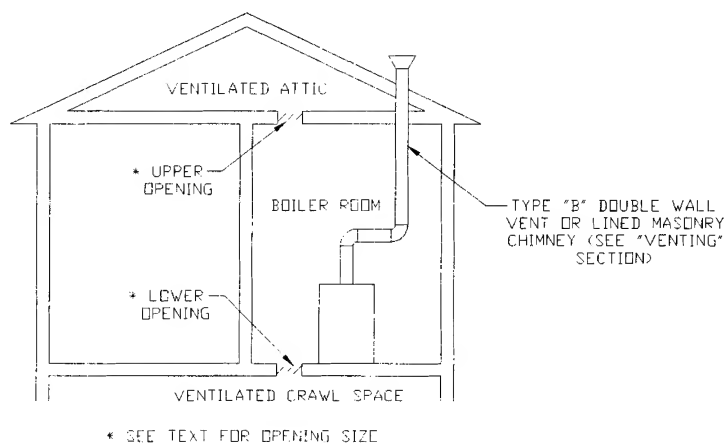 VENTILATED ATTIC
* UPPER
OPENING
BOILER ROOM
TYPE "B" DOUBLE WALL
VENT OR LINED MASONRY
CHIMNEY (SEE "VENTING"
SECTION)
* LOWER
OPENING
VENTILATED CRAWL SPACE
* SEE TEXT FOR OPENING SIZE